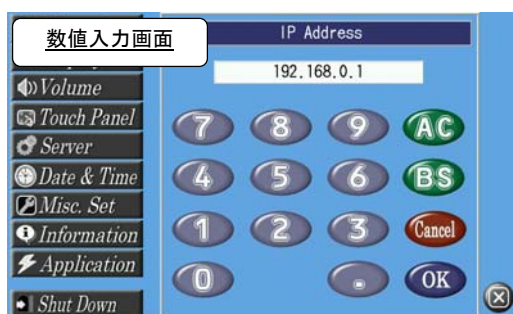 数値入力画面
IP Address
192.168.0.1
Volume
Touch Panel
Server
Date & Time
Misc. Set
Information
Application
Shut Down
7 8 9 AC
4 5 6 BS
1 2 3 Cancel
0 . OK